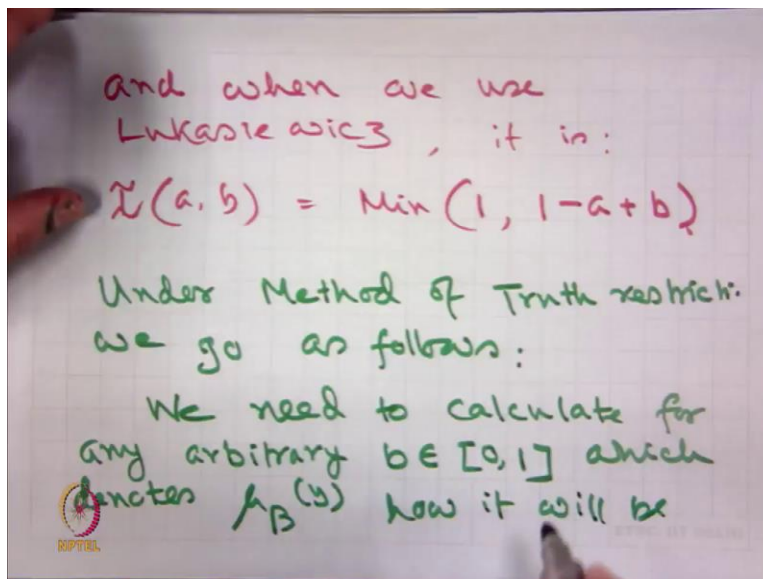 and when we use
Lukasiewicz, it is:
I(a, b) = Min (1, 1-a+b)
Under Method of Truth restrict.
we go as follows:
We need to calculate for
any arbitrary b ∈ [0,1] which
denotes μ_B(y) how it will be
NPTEL